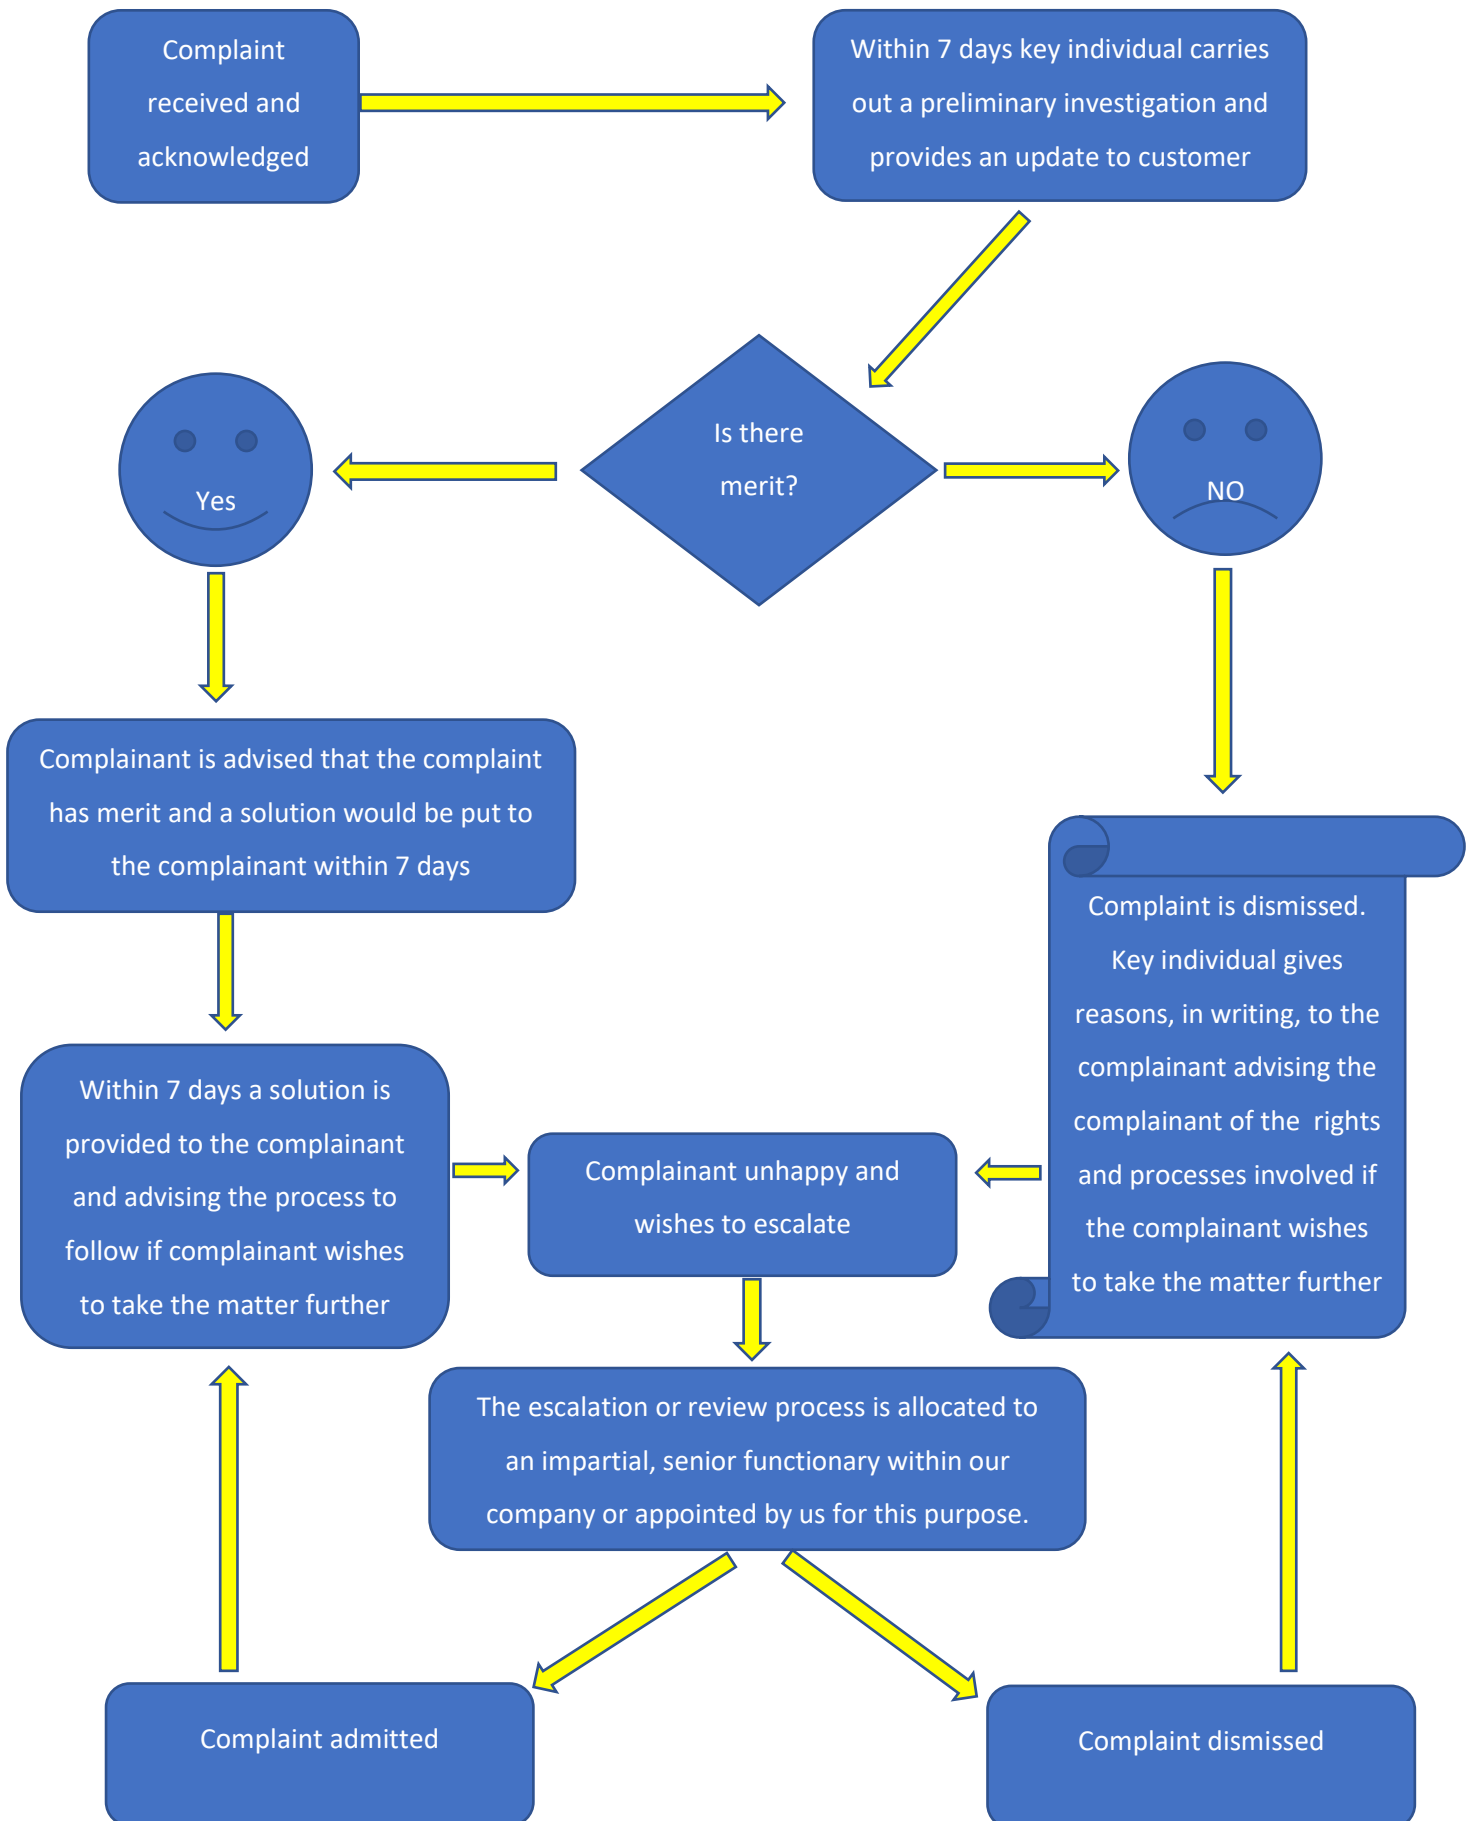 Complaint
received and
acknowledged
Within 7 days key individual carries
out a preliminary investigation and
provides an update to customer
Is there
merit?
Yes
NO
Complainant is advised that the complaint
has merit and a solution would be put to
the complainant within 7 days
Complaint is dismissed.
Key individual gives
reasons, in writing, to the
complainant advising the
complainant of the  rights
and processes involved if
the complainant wishes
to take the matter further
Within 7 days a solution is
provided to the complainant
and advising the process to
follow if complainant wishes
to take the matter further
Complainant unhappy and
wishes to escalate
The escalation or review process is allocated to
an impartial, senior functionary within our
company or appointed by us for this purpose.
Complaint admitted
Complaint dismissed